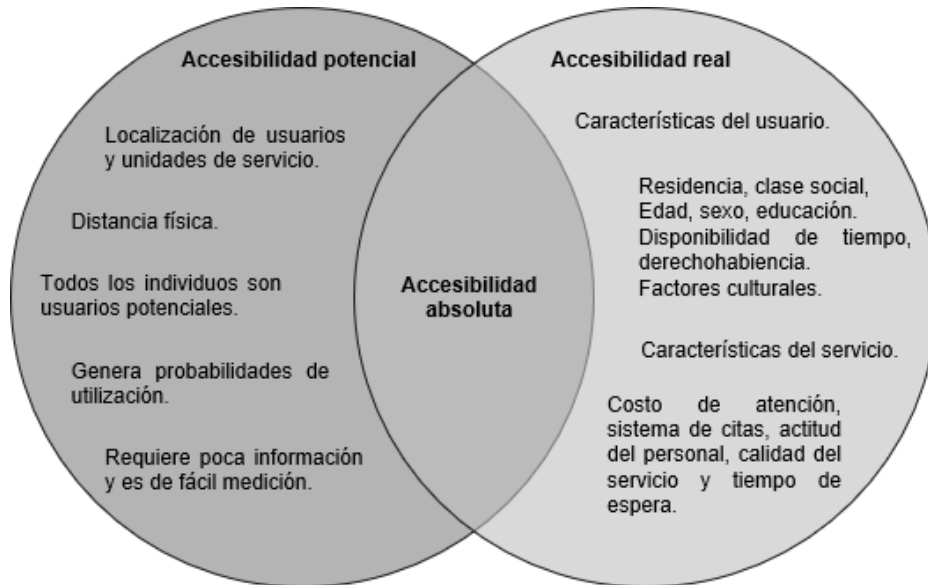 Accesibilidad potencial
Localización de usuarios
y unidades de servicio.
Distancia física.
Todos los individuos son
usuarios potenciales.
Genera probabilidades de
utilización.
Requiere poca información
y es de fácil medición.
Accesibilidad
absoluta
Accesibilidad real
Características del usuario.
Residencia, clase social,
Edad, sexo, educación.
Disponibilidad de tiempo,
derechohabiencia.
Factores culturales.
Características del servicio.
Costo de atención,
sistema de citas, actitud
del personal, calidad del
servicio y tiempo de
espera.